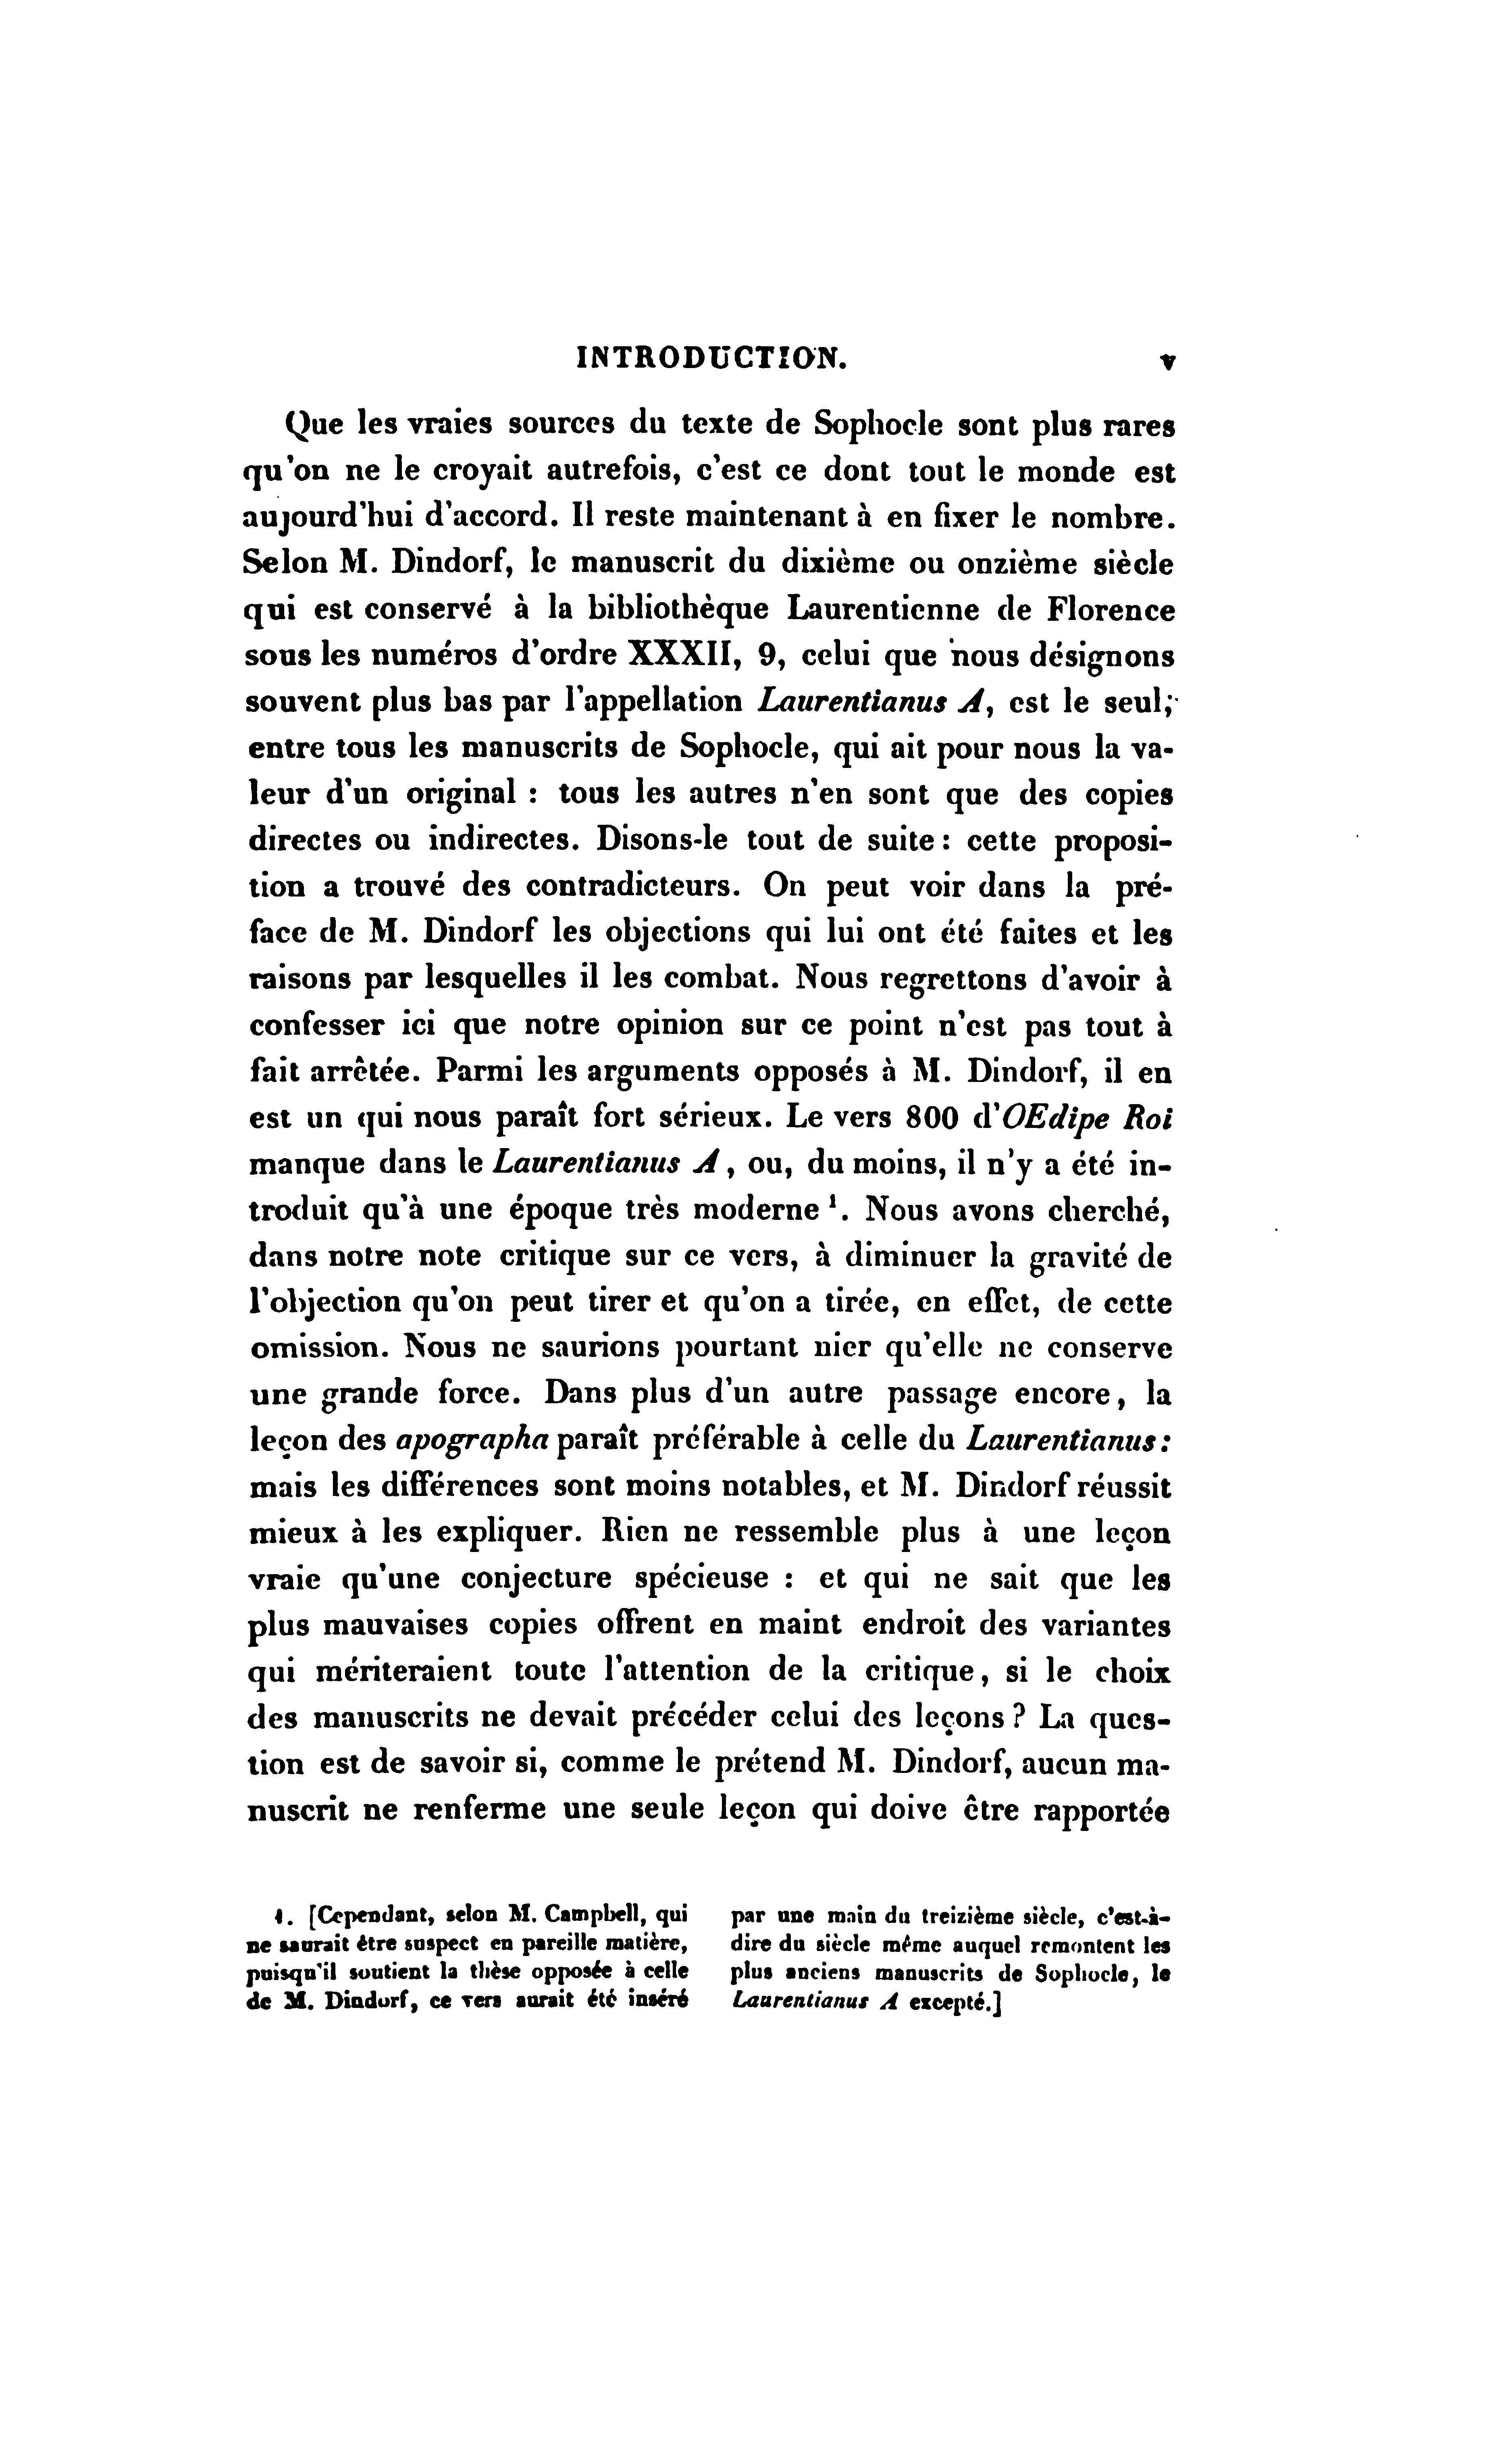 INTRODUCTION. v
Que les vraies sources du texte de Sophocle sont plus rares
qu'on ne le croyait autrefois, c'est ce dont tout le monde est
aujourd'hui d'accord. Il reste maintenant à en fixer le nombre.
Selon M. Dindorf, le manuscrit du dixième ou onzième siècle
qui est conservé à la bibliothèque Laurentienne de Florence
sous les numéros d'ordre XXXII, 9, celui que nous désignons
souvent plus bas par l'appellation Laurentianus A, est le seul,
entre tous les manuscrits de Sophocle, qui ait pour nous la va-
leur d'un original : tous les autres n'en sont que des copies
directes ou indirectes. Disons-le tout de suite : cette proposi-
tion a trouvé des contradicteurs. On peut voir dans la pré-
face de M. Dindorf les objections qui lui ont été faites et les
raisons par lesquelles il les combat. Nous regrettons d'avoir à
confesser ici que notre opinion sur ce point n'est pas tout à
fait arrêtée. Parmi les arguments opposés à M. Dindorf, il en
est un qui nous paraît fort sérieux. Le vers 800 d'OEdipe Roi
manque dans le Laurentianus A, ou, du moins, il n'y a été in-
troduit qu'à une époque très moderne 1. Nous avons cherché,
dans notre note critique sur ce vers, à diminuer la gravité de
l'objection qu'on peut tirer et qu'on a tirée, en effet, de cette
omission. Nous ne saurions pourtant nier qu'elle ne conserve
une grande force. Dans plus d'un autre passage encore, la
leçon des apographa paraît préférable à celle du Laurentianus :
mais les différences sont moins notables, et M. Dindorf réussit
mieux à les expliquer. Rien ne ressemble plus à une leçon
vraie qu'une conjecture spécieuse : et qui ne sait que les
plus mauvaises copies offrent en maint endroit des variantes
qui mériteraient toute l'attention de la critique, si le choix
des manuscrits ne devait précéder celui des leçons ? La ques-
tion est de savoir si, comme le prétend M. Dindorf, aucun ma-
nuscrit ne renferme une seule leçon qui doive être rapportée
1. [Cependant, selon M. Campbell, qui
ne saurait être suspect en pareille matière,
puisqu'il soutient la thèse opposée à celle
de M. Dindorf, ce vers aurait été inséré
par une main du treizième siècle, c'est-à-
dire du siècle même auquel remontent les
plus anciens manuscrits de Sophocle, le
Laurentianus A excepté.]